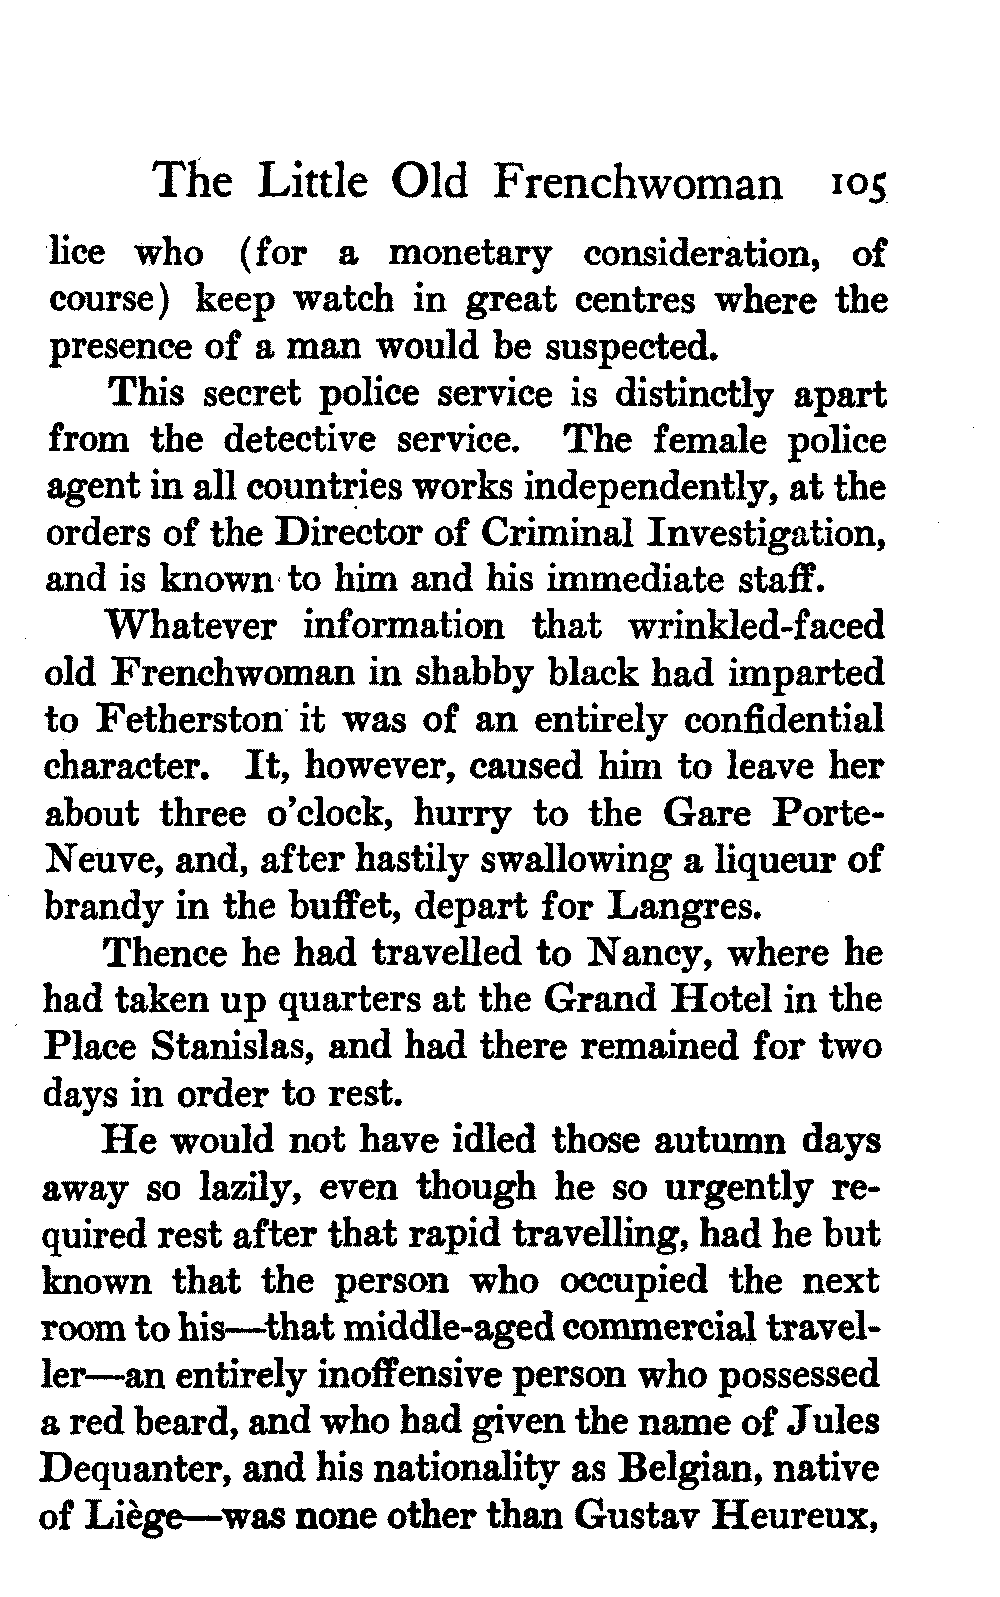 The Little Old Frenchwoman 105
lice who (for a monetary consideration, of
course) keep watch in great centres where the
presence of a man would be suspected.
This secret police service is distinctly apart
from the detective service. The female police
agent in all countries works independently, at the
orders of the Director of Criminal Investigation,
and is known to him and his immediate staff.
Whatever information that wrinkled-faced
old Frenchwoman in shabby black had imparted
to Fetherston it was of an entirely confidential
character. It, however, caused him to leave her
about three o'clock, hurry to the Gare Porte-
Neuve, and, after hastily swallowing a liqueur of
brandy in the buffet, depart for Langres.
Thence he had travelled to Nancy, where he
had taken up quarters at the Grand Hotel in the
Place Stanislas, and had there remained for two
days in order to rest.
He would not have idled those autumn days
away so lazily, even though he so urgently re-
quired rest after that rapid travelling, had he but
known that the person who occupied the next
room to his—that middle-aged commercial travel-
ler—an entirely inoffensive person who possessed
a red beard, and who had given the name of Jules
Dequanter, and his nationality as Belgian, native
of Liège—was none other than Gustav Heureux,